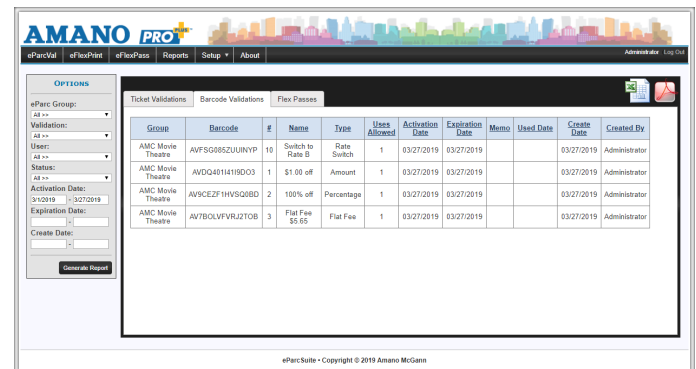 AMANO PRO PLUS
eParcVal eFlexPrint eFlexPass Reports Setup About
Administrator Log Out
OPTIONS
eParc Group:
All >>
Validation:
All >>
User:
All >>
Status:
All >>
Activation Date:
3/1/2019 - 3/27/2019
Expiration Date:
-
Create Date:
-
Generate Report
Ticket Validations Barcode Validations Flex Passes
Group Barcode # Name Type Uses Allowed Activation Date Expiration Date Memo Used Date Create Date Created By
AMC Movie Theatre AVFSG085ZUUINYP 10 Switch to Rate B Rate Switch 1 03/27/2019 03/27/2019 03/27/2019 Administrator
AMC Movie Theatre AVDQ401I4I19DO3 1 $1.00 off Amount 1 03/27/2019 03/27/2019 03/27/2019 Administrator
AMC Movie Theatre AV9CEZF1HVSQ0BD 2 100% off Percentage 1 03/27/2019 03/27/2019 03/27/2019 Administrator
AMC Movie Theatre AV7BOLVFVRJ2TOB 3 Flat Fee $5.65 Flat Fee 1 03/27/2019 03/27/2019 03/27/2019 Administrator
eParcSuite • Copyright © 2019 Amano McGann